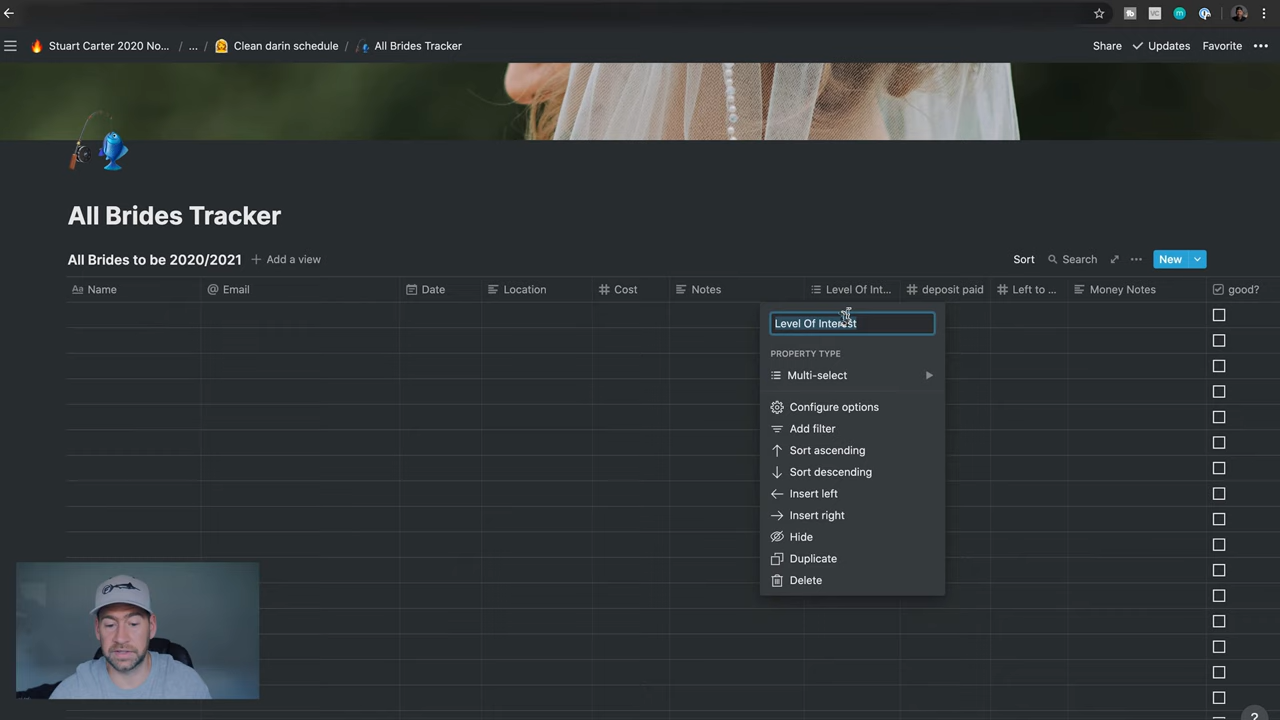 Stuart Carter 2020 No... / ... / Clean darin schedule / All Brides Tracker Share Updates Favorite
All Brides Tracker
All Brides to be 2020/2021 + Add a view Sort Search New
Aa Name @ Email Date Location # Cost Notes Level Of Int... # deposit paid # Left to ... Money Notes good?
Level Of Interest
PROPERTY TYPE
Multi-select
Configure options
Add filter
Sort ascending
Sort descending
Insert left
Insert right
Hide
Duplicate
Delete
?